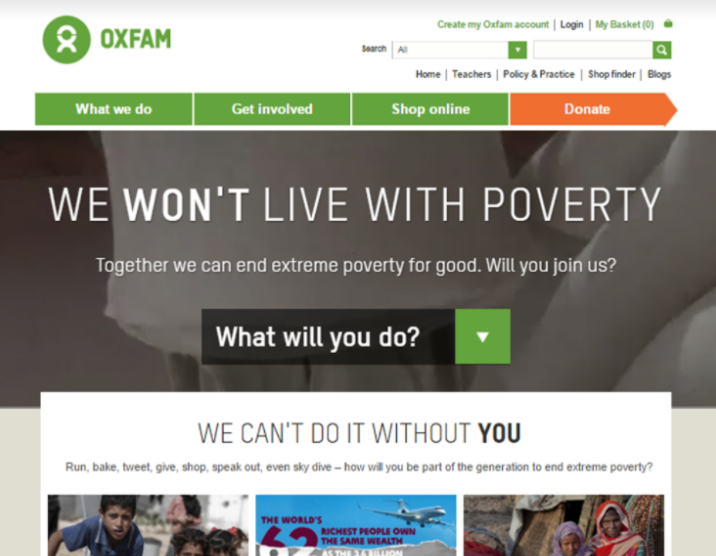 OXFAM
Create my Oxfam account | Login | My Basket (0)
Search All
Home | Teachers | Policy & Practice | Shop finder | Blogs
What we do Get involved Shop online Donate
WE WON'T LIVE WITH POVERTY
Together we can end extreme poverty for good. Will you join us?
What will you do?
WE CAN'T DO IT WITHOUT YOU
Run, bake, tweet, give, shop, speak out, even sky dive – how will you be part of the generation to end extreme poverty?
THE WORLD'S
62 RICHEST PEOPLE OWN
THE SAME WEALTH
AS THE 3.6 BILLION